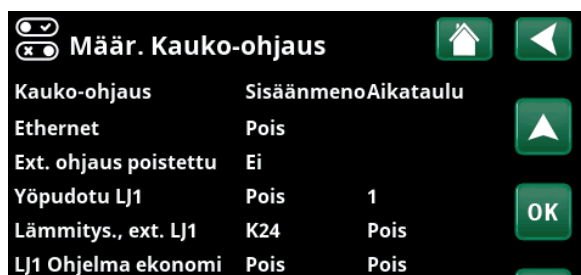 Määr. Kauko-ohjaus
Kauko-ohjaus SisäänmenoAikataulu
Ethernet Pois
Ext. ohjaus poistettu Ei
Yöpudotu LJ1 Pois 1
OK
Lämmitys., ext. LJ1 K24 Pois
LJ1 Ohjelma ekonomi Pois Pois